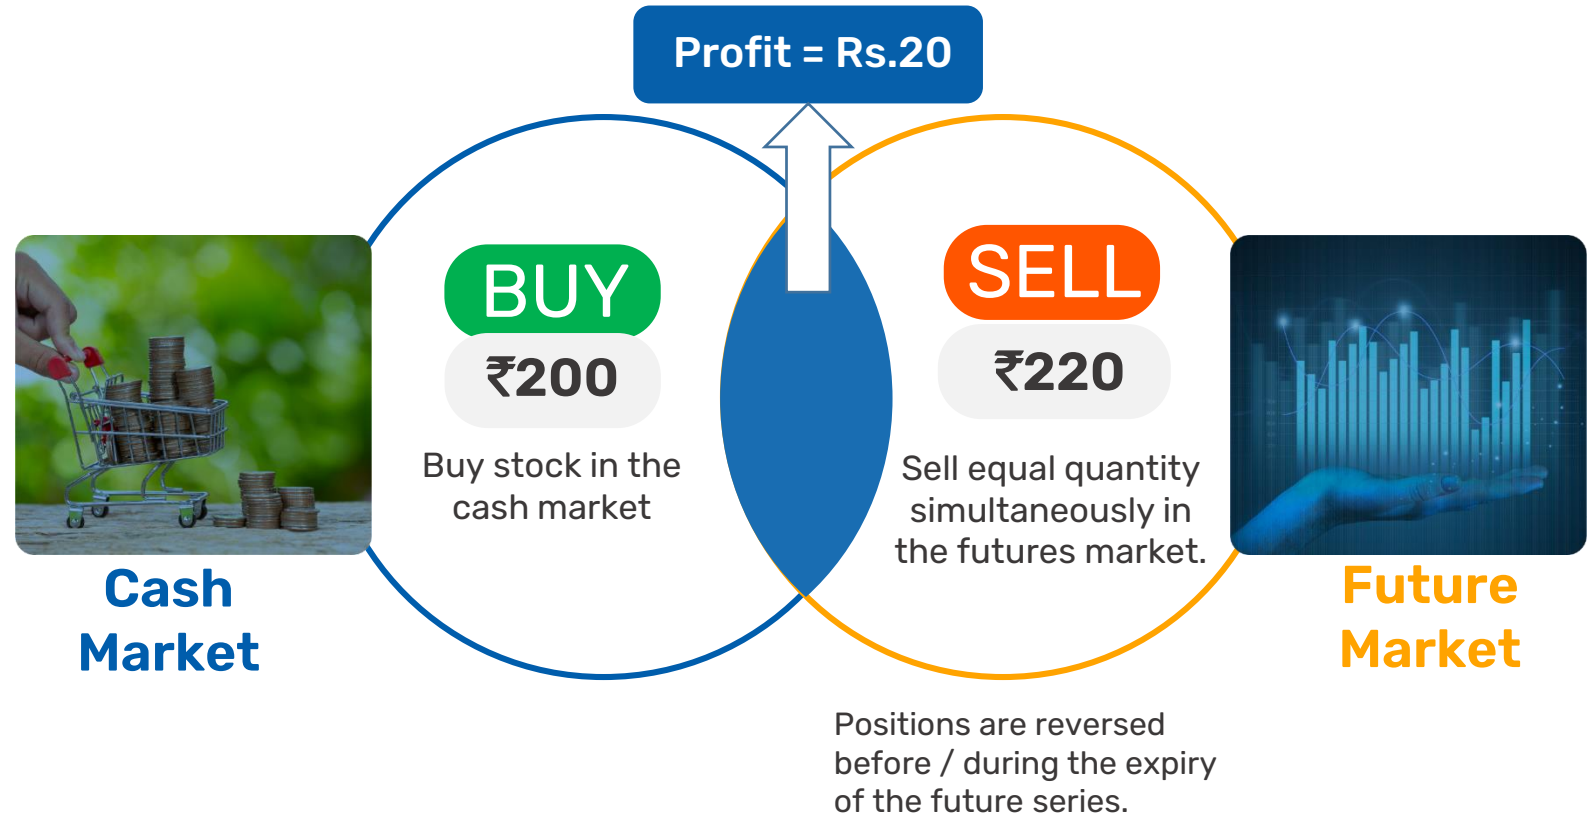 Profit = Rs.20
BUY
₹200
Buy stock in the
cash market
SELL
₹220
Sell equal quantity
simultaneously in
the futures market.
Cash
Market
Future
Market
Positions are reversed
before / during the expiry
of the future series.